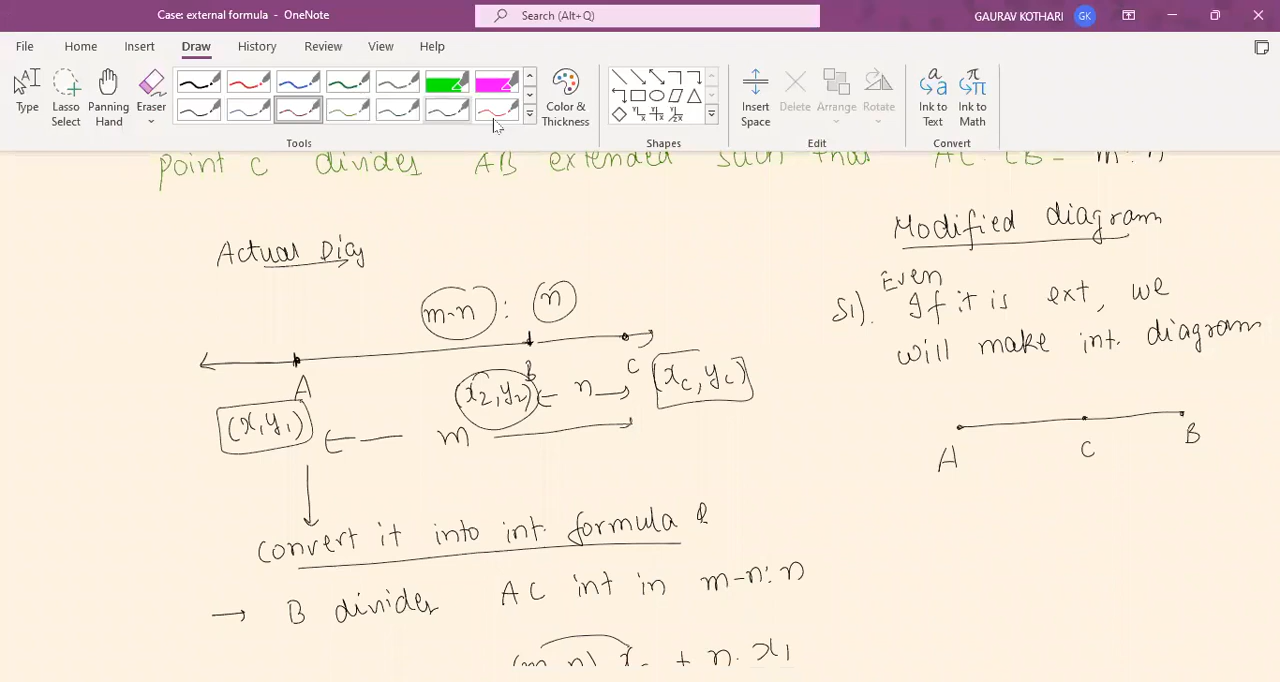 Case: external formula - OneNote
Search (Alt+Q)
GAURAV KOTHARI GK
File Home Insert Draw History Review View Help
Type
Lasso Select
Panning Hand
Eraser
Color & Thickness
Insert Space
Delete
Arrange
Rotate
Ink to Text
Ink to Math
Tools Shapes Edit Convert
point c divides AB extended such that AC: CB = m: n
Modified diagram
Actual Diag
Even
S1). If it is ext, we
will make int. diagram
m-n : n
A B C
(x, y1) (x2, y2) n (xc, yc)
m
A C B
Convert it into int. formula &
→ B divides AC int in m-n: n
+ n. x1